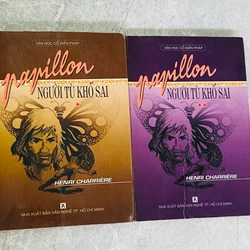 VĂN HỌC CỔ ĐIỂN PHÁP
papillon
NGƯỜI TÙ KHỔ SAI
*
HENRI CHARRIÈRE
NHÀ XUẤT BẢN VĂN NGHỆ TP. HỒ CHÍ MINH
VĂN HỌC CỔ ĐIỂN PHÁP
papillon
NGƯỜI TÙ KHỔ SAI
**
HENRI CHARRIÈRE
NHÀ XUẤT BẢN VĂN NGHỆ TP. HỒ CHÍ MINH